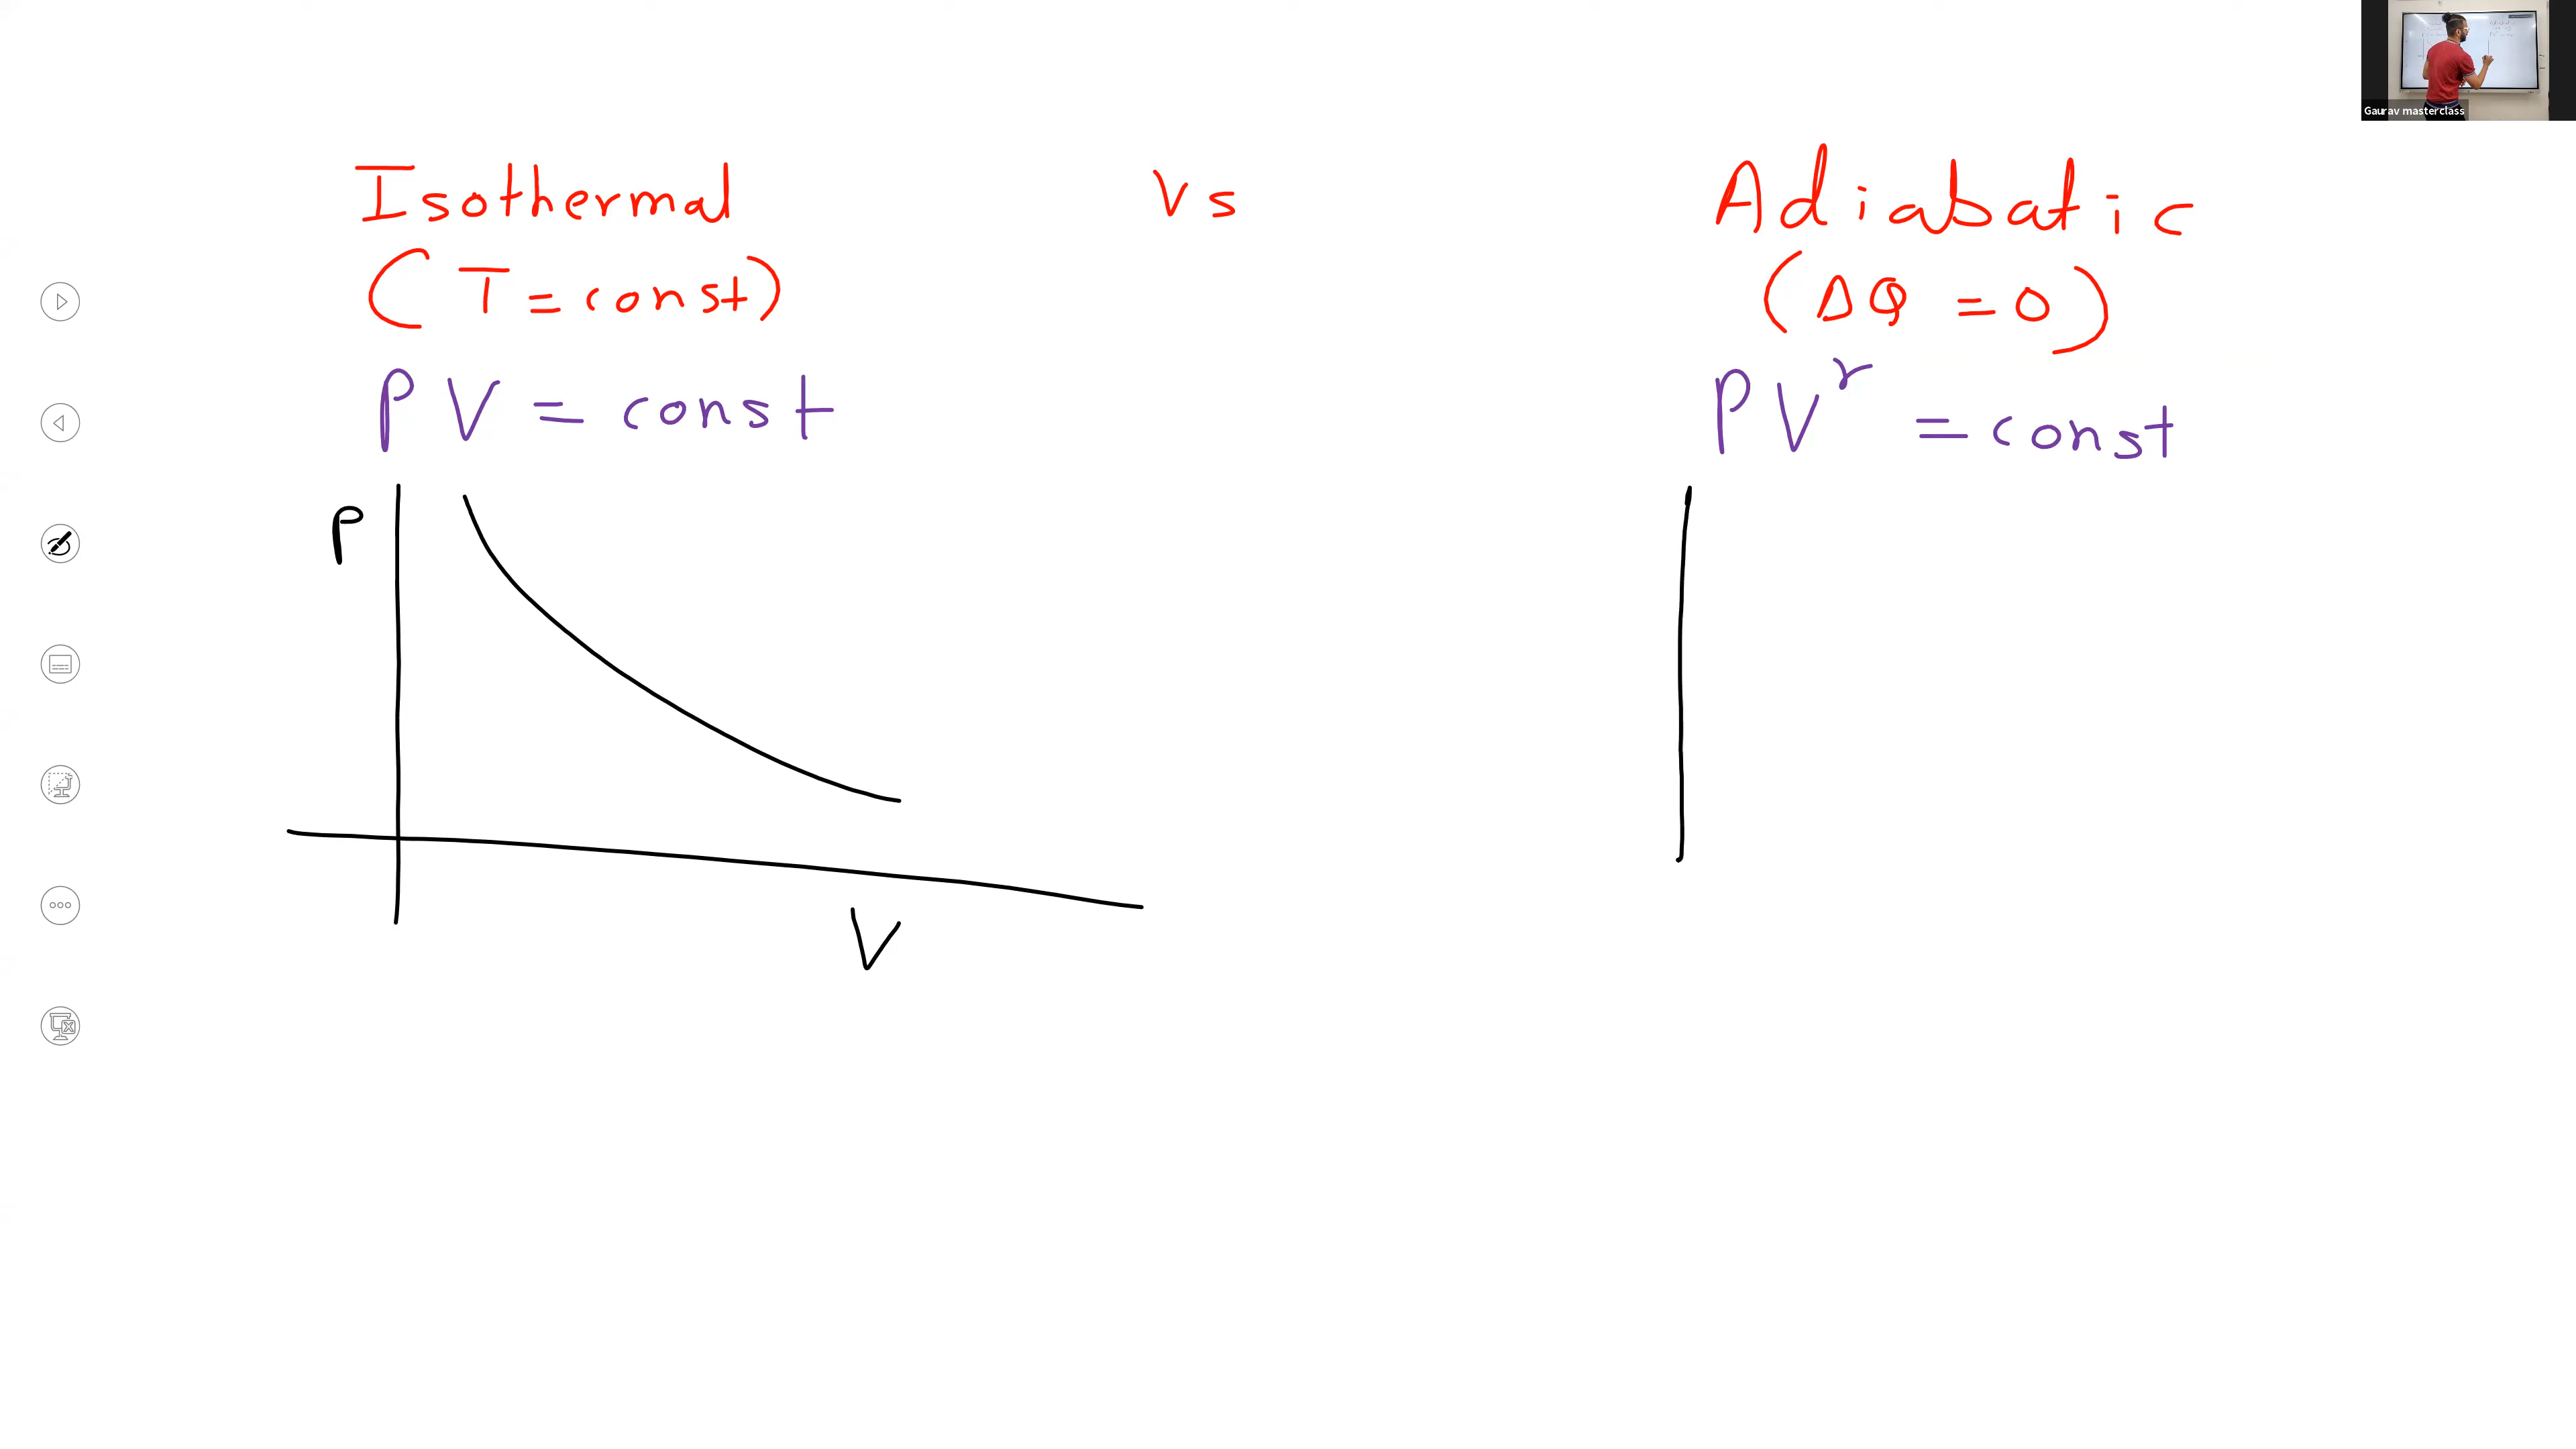 Gaurav masterclass
Isothermal Vs Adiabatic
(T = const) (ΔQ = 0)
PV = const PV^γ = const
P
V